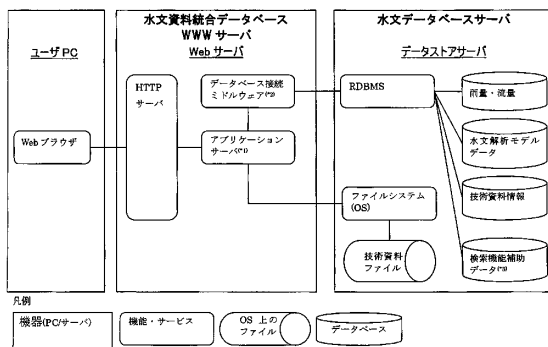 ユーザPC
水文資料統合データベース
WWWサーバ
Webサーバ
水文データベースサーバ
データストアサーバ
Webブラウザ
HTTP
サーバ
データベース接続
ミドルウェア(*2)
アプリケーション
サーバ(*1)
RDBMS
ファイルシステム
(OS)
技術資料
ファイル
雨量・流量
水文解析モデル
データ
技術資料情報
検索機能補助
データ(*3)
凡例
機器(PC/サーバ)
機能・サービス
OS上の
ファイル
データベース